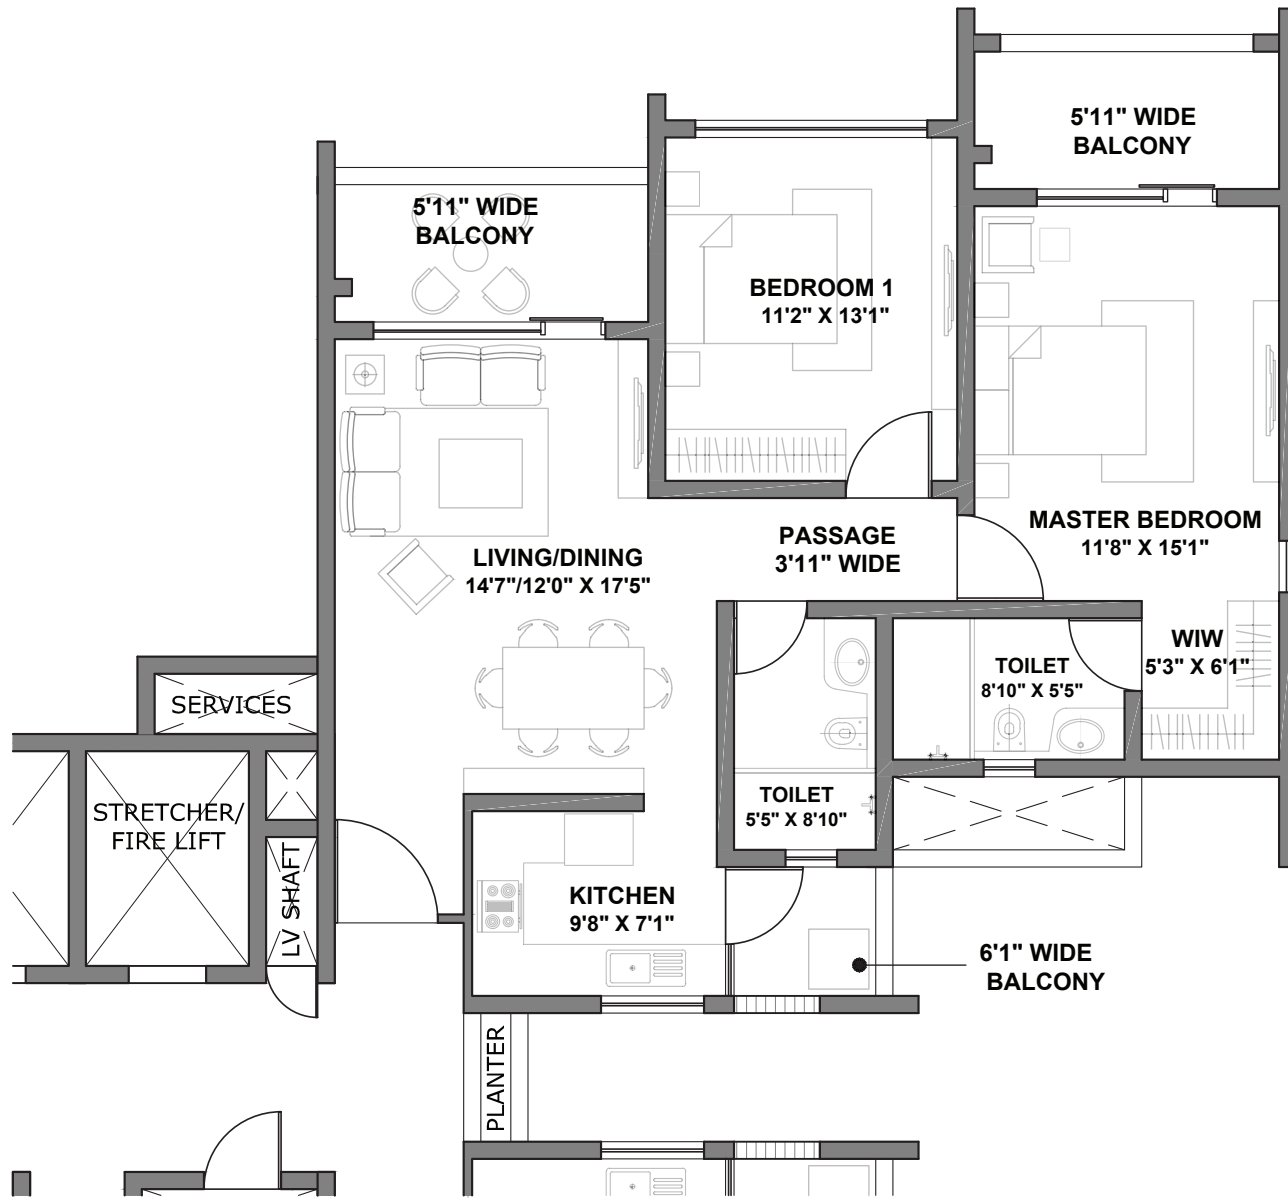 5'11" WIDE
BALCONY
5'11" WIDE
BALCONY
BEDROOM 1
11'2" X 13'1"
MASTER BEDROOM
11'8" X 15'1"
PASSAGE
3'11" WIDE
LIVING/DINING
14'7"/12'0" X 17'5"
WIW
5'3" X 6'1"
TOILET
8'10" X 5'5"
SERVICES
STRETCHER/
FIRE LIFT
TOILET
5'5" X 8'10"
LV SHAFT
KITCHEN
9'8" X 7'1"
6'1" WIDE
BALCONY
PLANTER